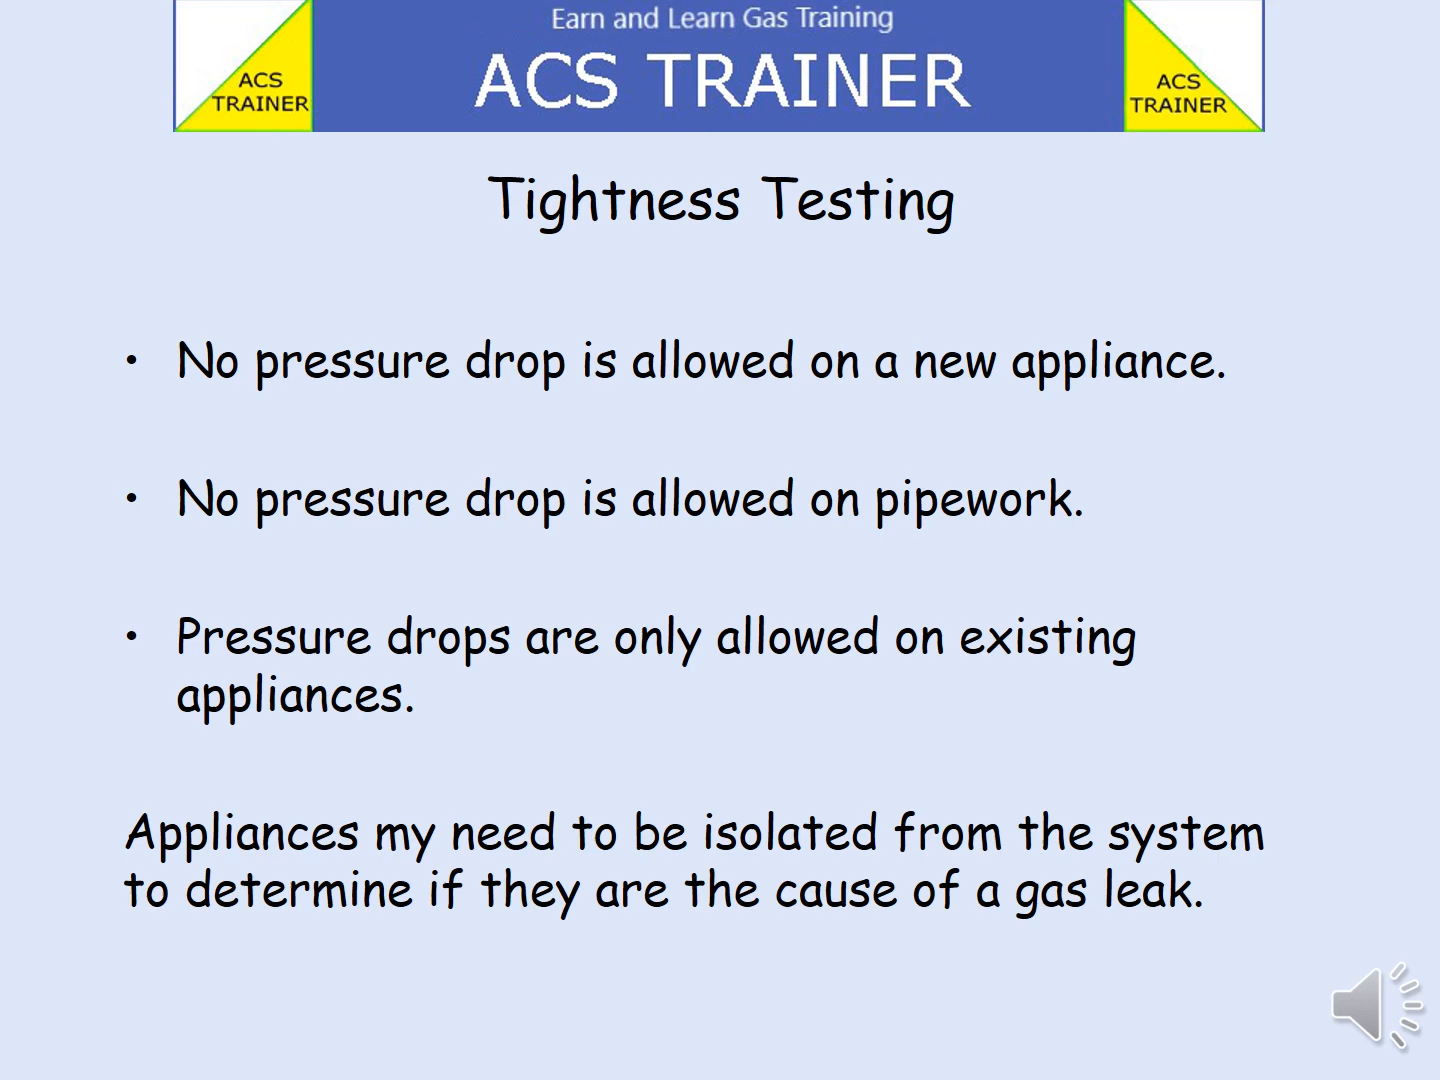 Earn and Learn Gas Training
ACS TRAINER
ACS
TRAINER
ACS
TRAINER
Tightness Testing
• No pressure drop is allowed on a new appliance.
• No pressure drop is allowed on pipework.
• Pressure drops are only allowed on existing
appliances.
Appliances my need to be isolated from the system
to determine if they are the cause of a gas leak.